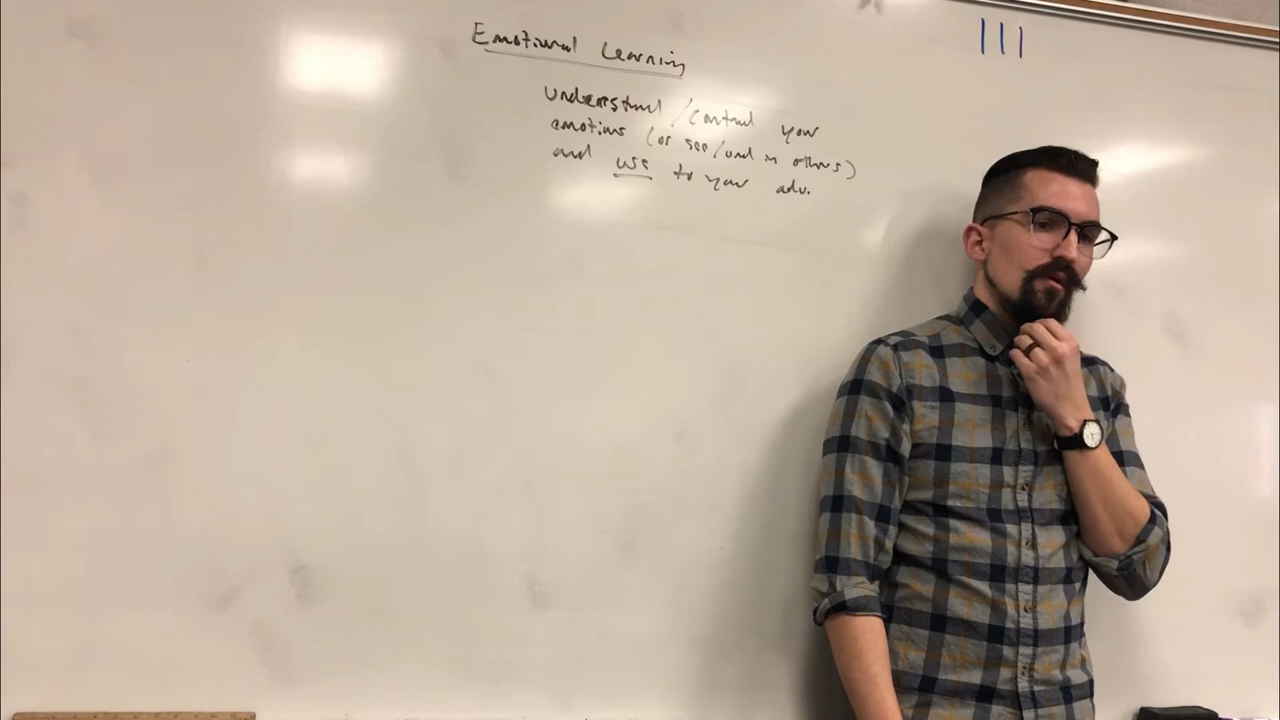 Emotional Learning
understand/control your
emotions (or see/und in others)
and use to your adv.